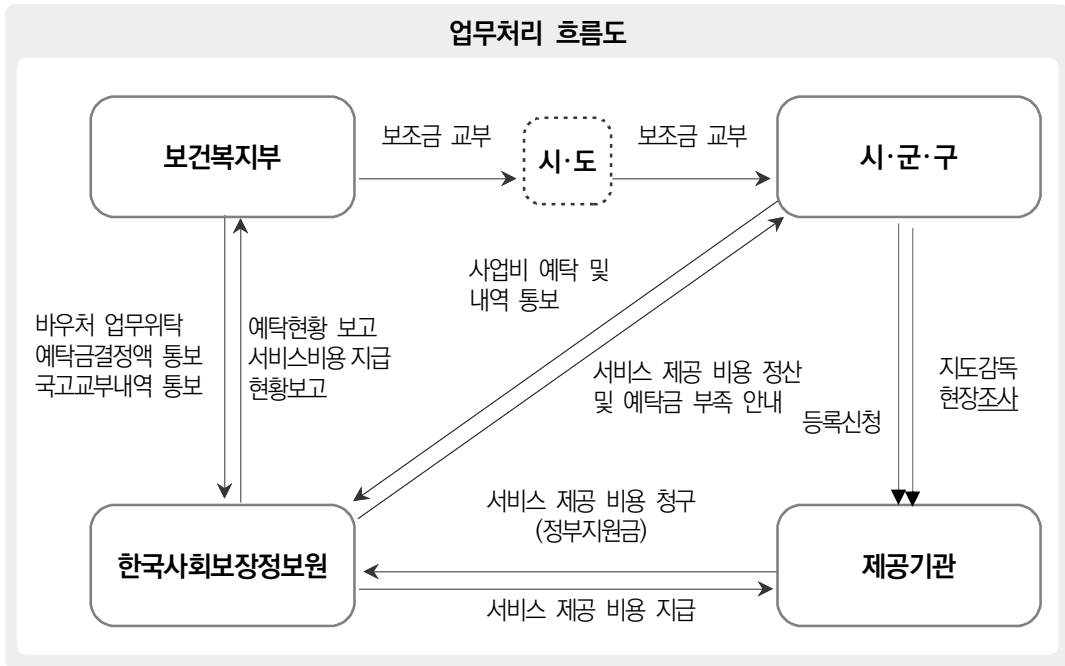 업무처리 흐름도
보건복지부
보조금 교부
시·도
보조금 교부
시·군·구
사업비 예탁 및
내역 통보
바우처 업무위탁
예탁금결정액 통보
국고교부내역 통보
예탁현황 보고
서비스비용 지급
현황보고
서비스 제공 비용 정산
및 예탁금 부족 안내
등록신청
지도감독
현장조사
서비스 제공 비용 청구
(정부지원금)
한국사회보장정보원
제공기관
서비스 제공 비용 지급